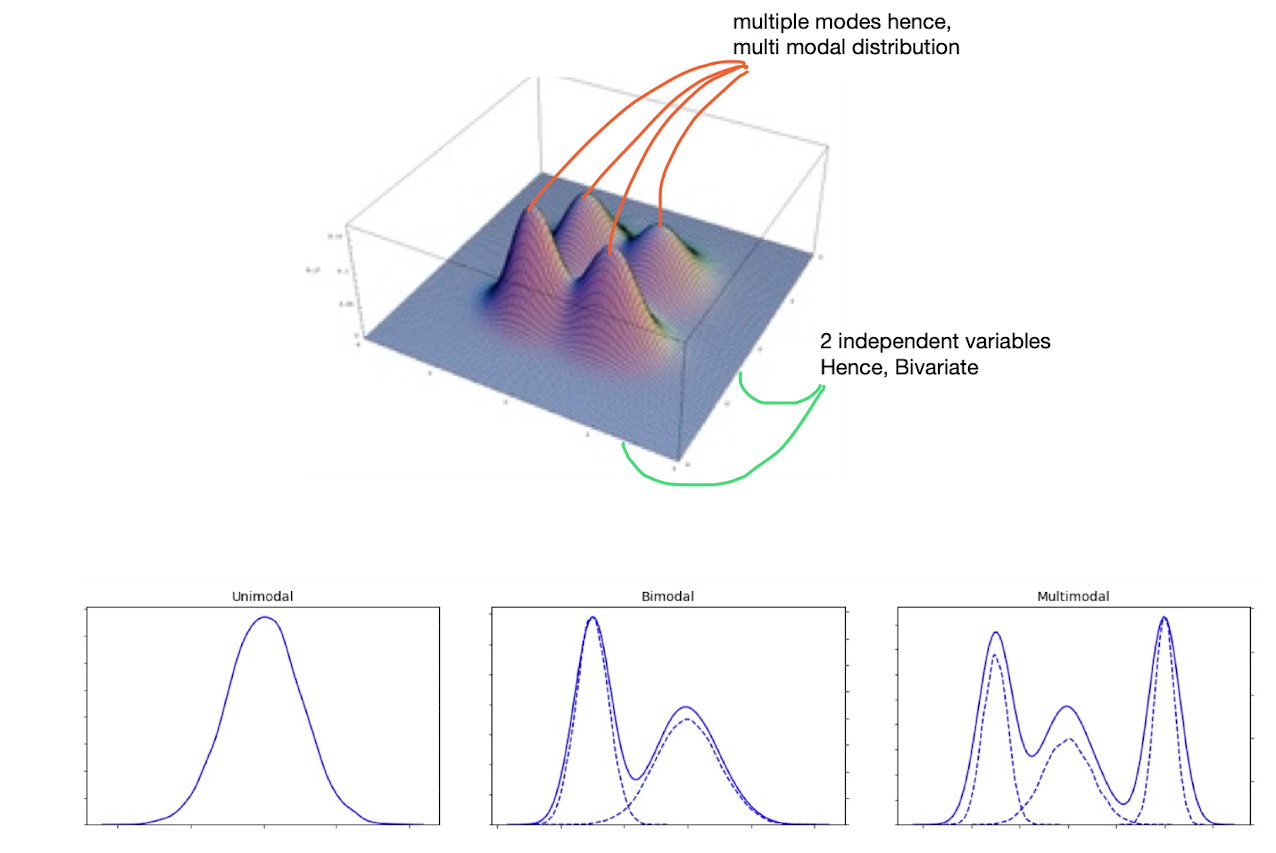 multiple modes hence,
multi modal distribution
2 independent variables
Hence, Bivariate
Unimodal
Bimodal
Multimodal